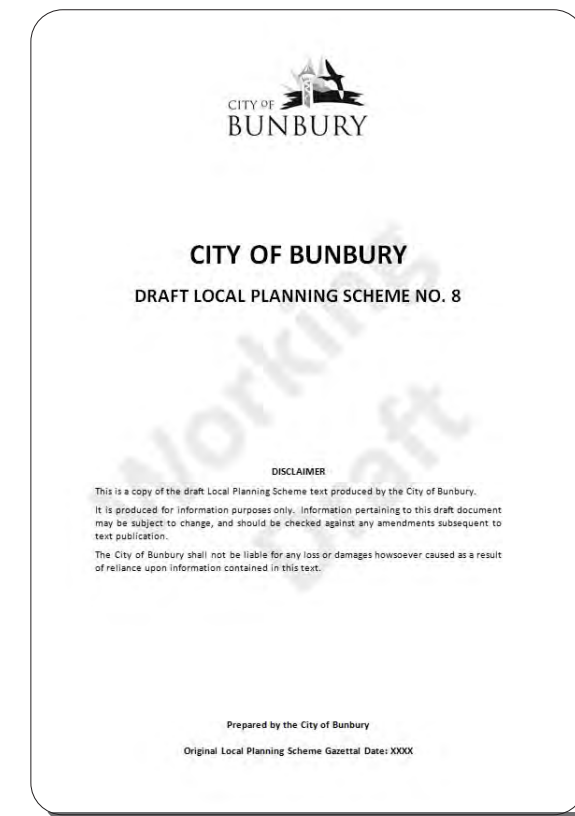 CITY OF
BUNBURY
CITY OF BUNBURY
DRAFT LOCAL PLANNING SCHEME NO. 8
Working
Draft
DISCLAIMER
This is a copy of the draft Local Planning Scheme text produced by the City of Bunbury.
It is produced for information purposes only. Information pertaining to this draft document
may be subject to change, and should be checked against any amendments subsequent to
text publication.
The City of Bunbury shall not be liable for any loss or damages howsoever caused as a result
of reliance upon information contained in this text.
Prepared by the City of Bunbury
Original Local Planning Scheme Gazettal Date: XXXX